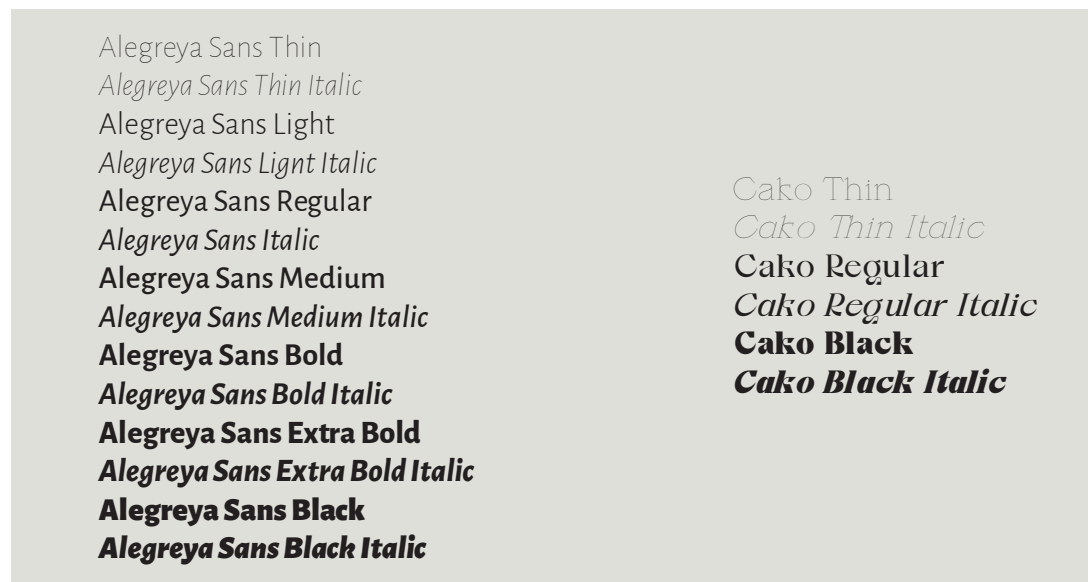 Alegreya Sans Thin
Alegreya Sans Thin Italic
Alegreya Sans Light
Alegreya Sans Lignt Italic
Alegreya Sans Regular
Alegreya Sans Italic
Alegreya Sans Medium
Alegreya Sans Medium Italic
Alegreya Sans Bold
Alegreya Sans Bold Italic
Alegreya Sans Extra Bold
Alegreya Sans Extra Bold Italic
Alegreya Sans Black
Alegreya Sans Black Italic
Cako Thin
Cako Thin Italic
Cako Regular
Cako Regular Italic
Cako Black
Cako Black Italic